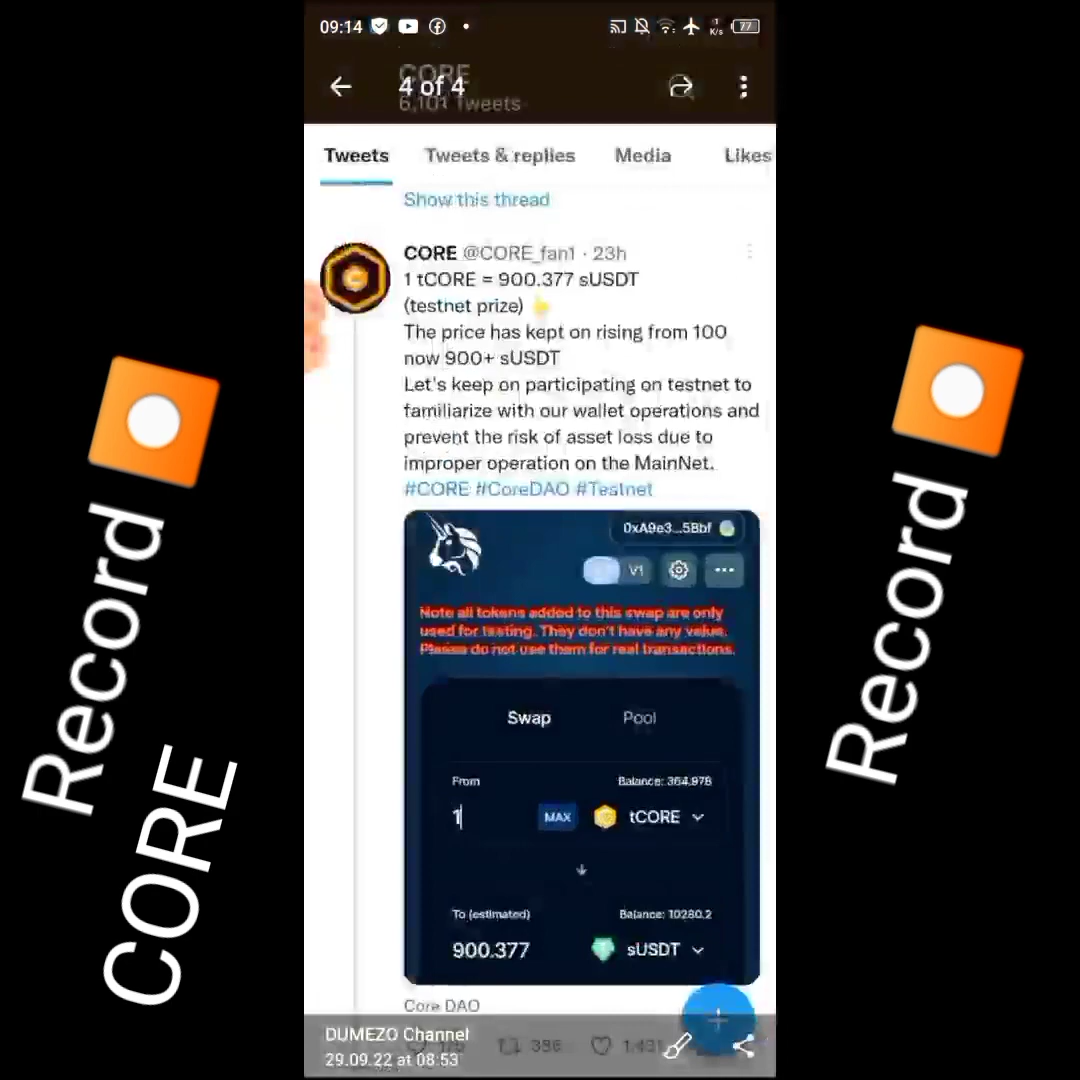 09:14
K/s
77
CORE
4 of 4
6,101 Tweets
Tweets
Tweets & replies
Media
Likes
Show this thread
CORE @CORE_fan1 · 23h
1 tCORE = 900.377 sUSDT
(testnet prize)
The price has kept on rising from 100
now 900+ sUSDT
Let's keep on participating on testnet to
familiarize with our wallet operations and
prevent the risk of asset loss due to
improper operation on the MainNet.
#CORE #CoreDAO #Testnet
0xA9e3...5Bbf
V1
Note all tokens added to this swap are only
used for testing. They don't have any value.
Please do not use them for real transactions.
Swap
Pool
From
Balance: 364.978
1
MAX
tCORE
To (estimated)
Balance: 10280.2
900.377
sUSDT
Core DAO
386
DUMEZO Channel
29.09.22 at 08:53
Record
CORE
Record